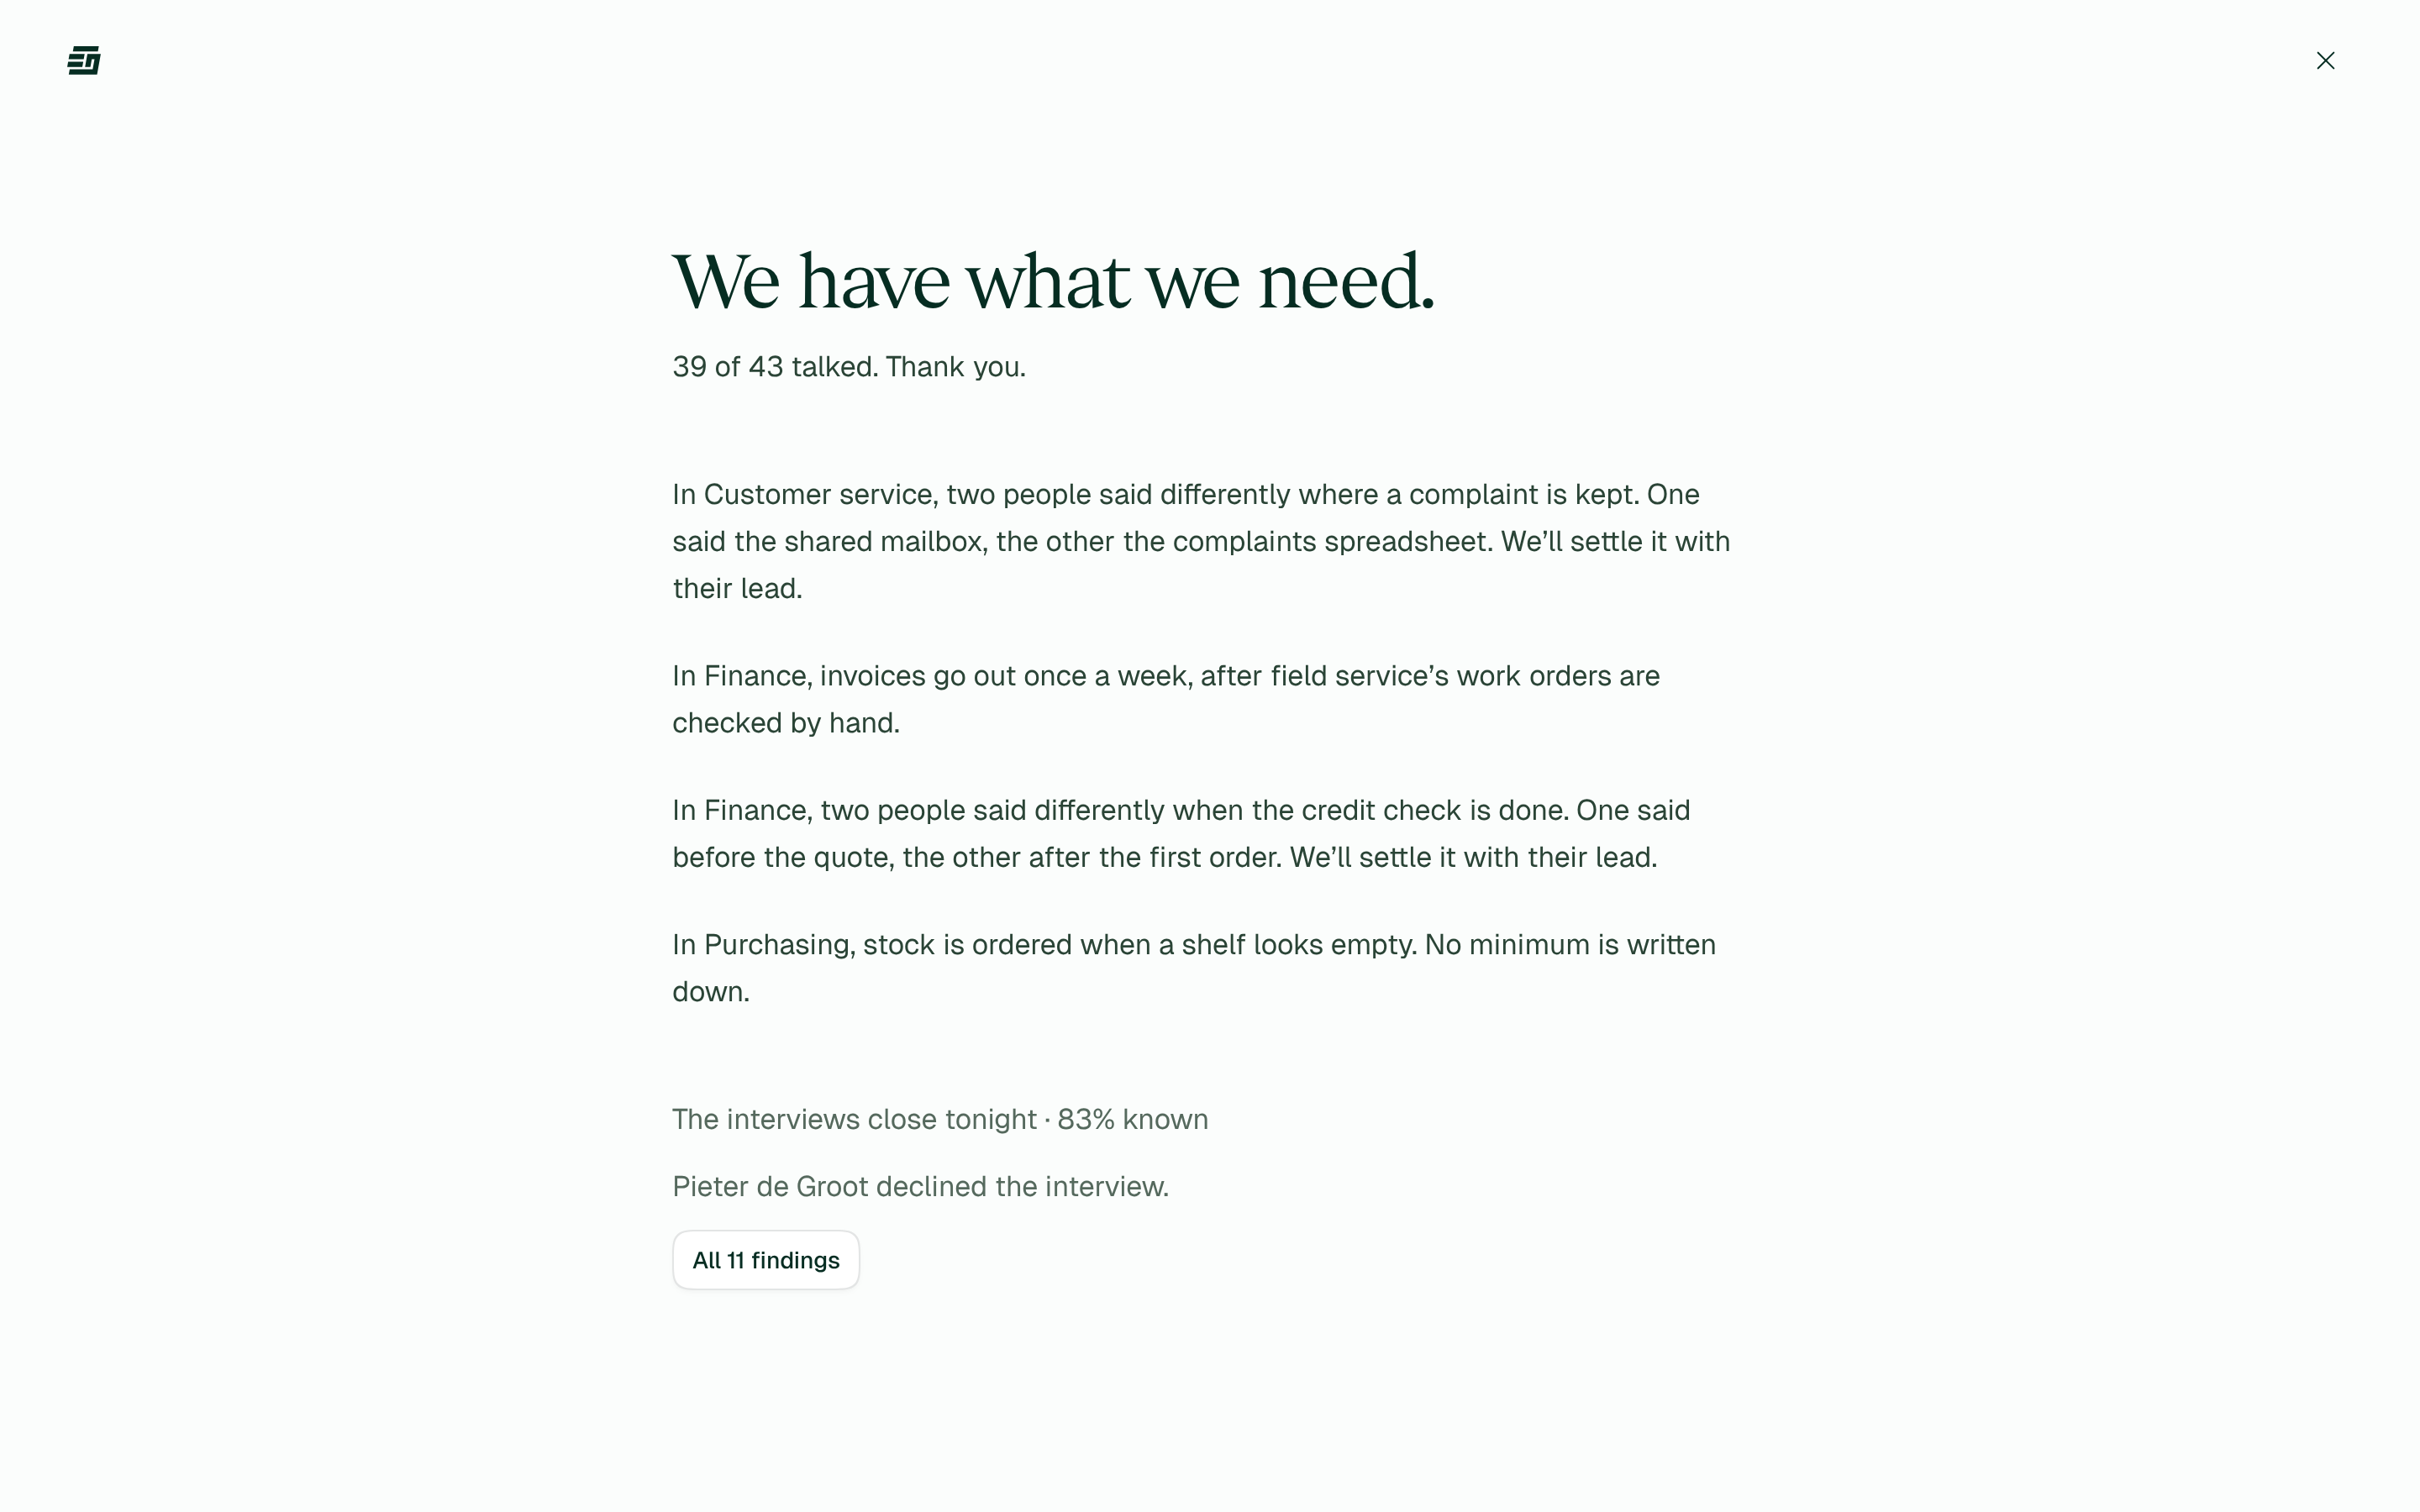 We have what we need.
39 of 43 talked. Thank you.
In Customer service, two people said differently where a complaint is kept. One
said the shared mailbox, the other the complaints spreadsheet. We’ll settle it with
their lead.
In Finance, invoices go out once a week, after field service’s work orders are
checked by hand.
In Finance, two people said differently when the credit check is done. One said
before the quote, the other after the first order. We’ll settle it with their lead.
In Purchasing, stock is ordered when a shelf looks empty. No minimum is written
down.
The interviews close tonight · 83% known
Pieter de Groot declined the interview.
All 11 findings